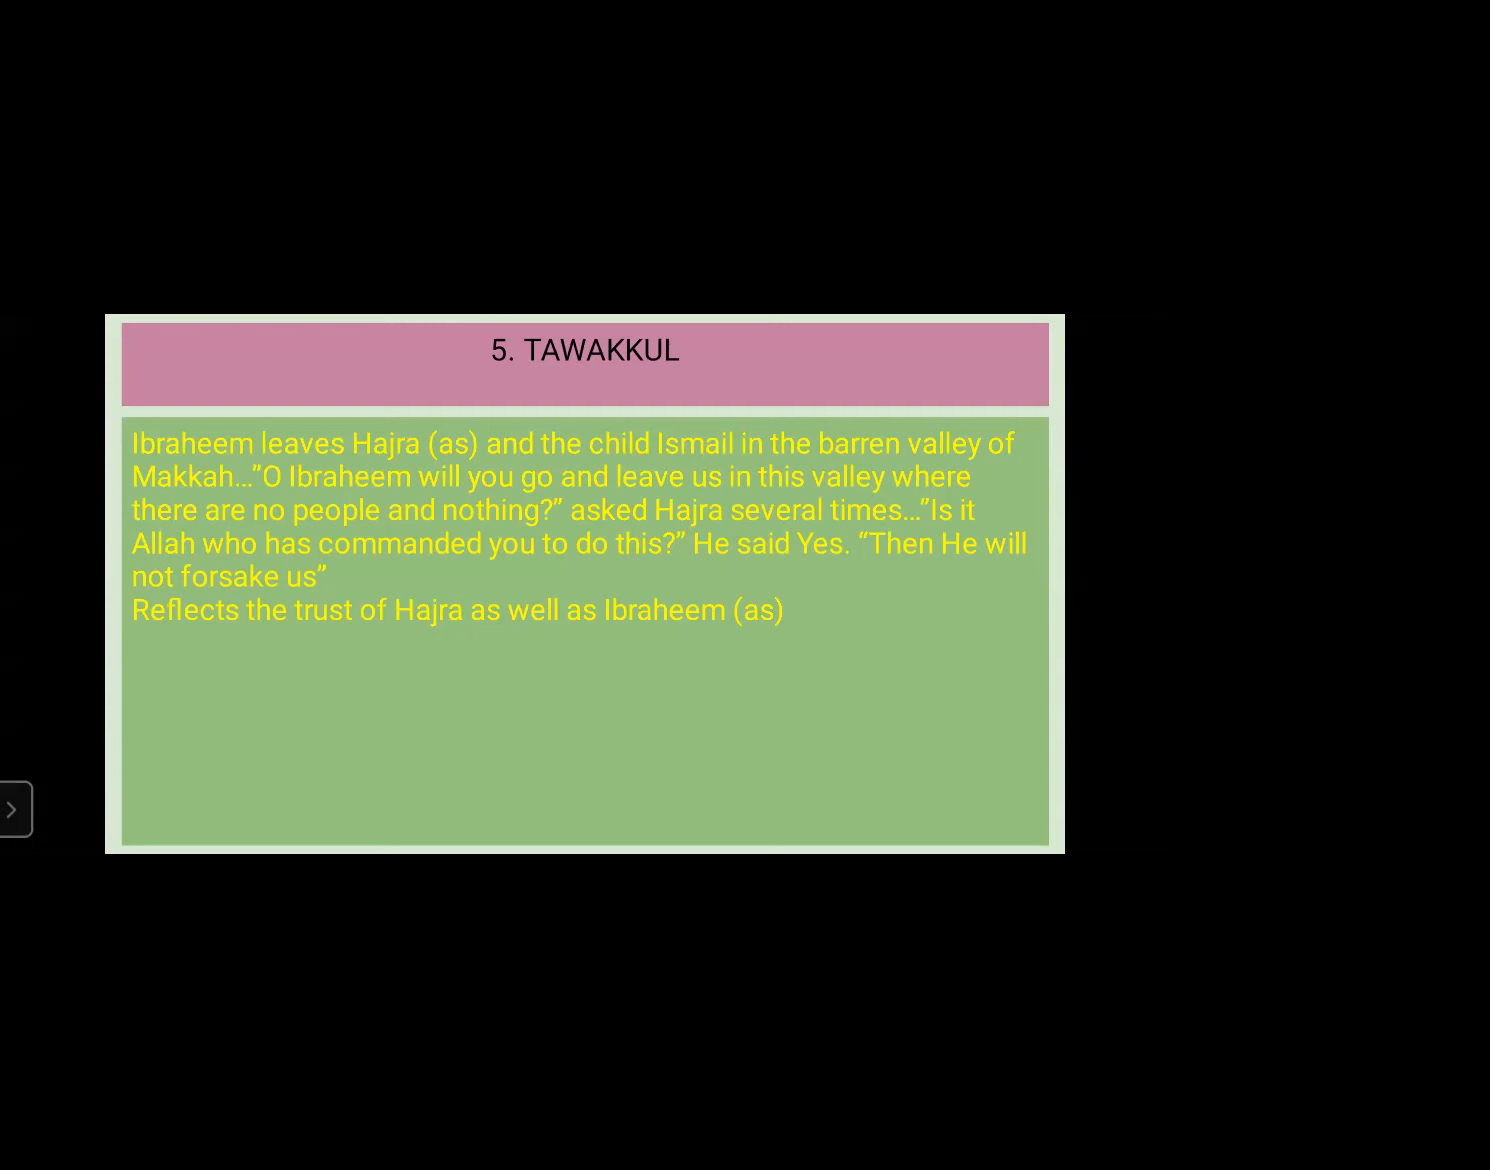 5. TAWAKKUL
Ibraheem leaves Hajra (as) and the child Ismail in the barren valley of
Makkah...”O Ibraheem will you go and leave us in this valley where
there are no people and nothing?” asked Hajra several times...”Is it
Allah who has commanded you to do this?” He said Yes. “Then He will
not forsake us”
Reflects the trust of Hajra as well as Ibraheem (as)